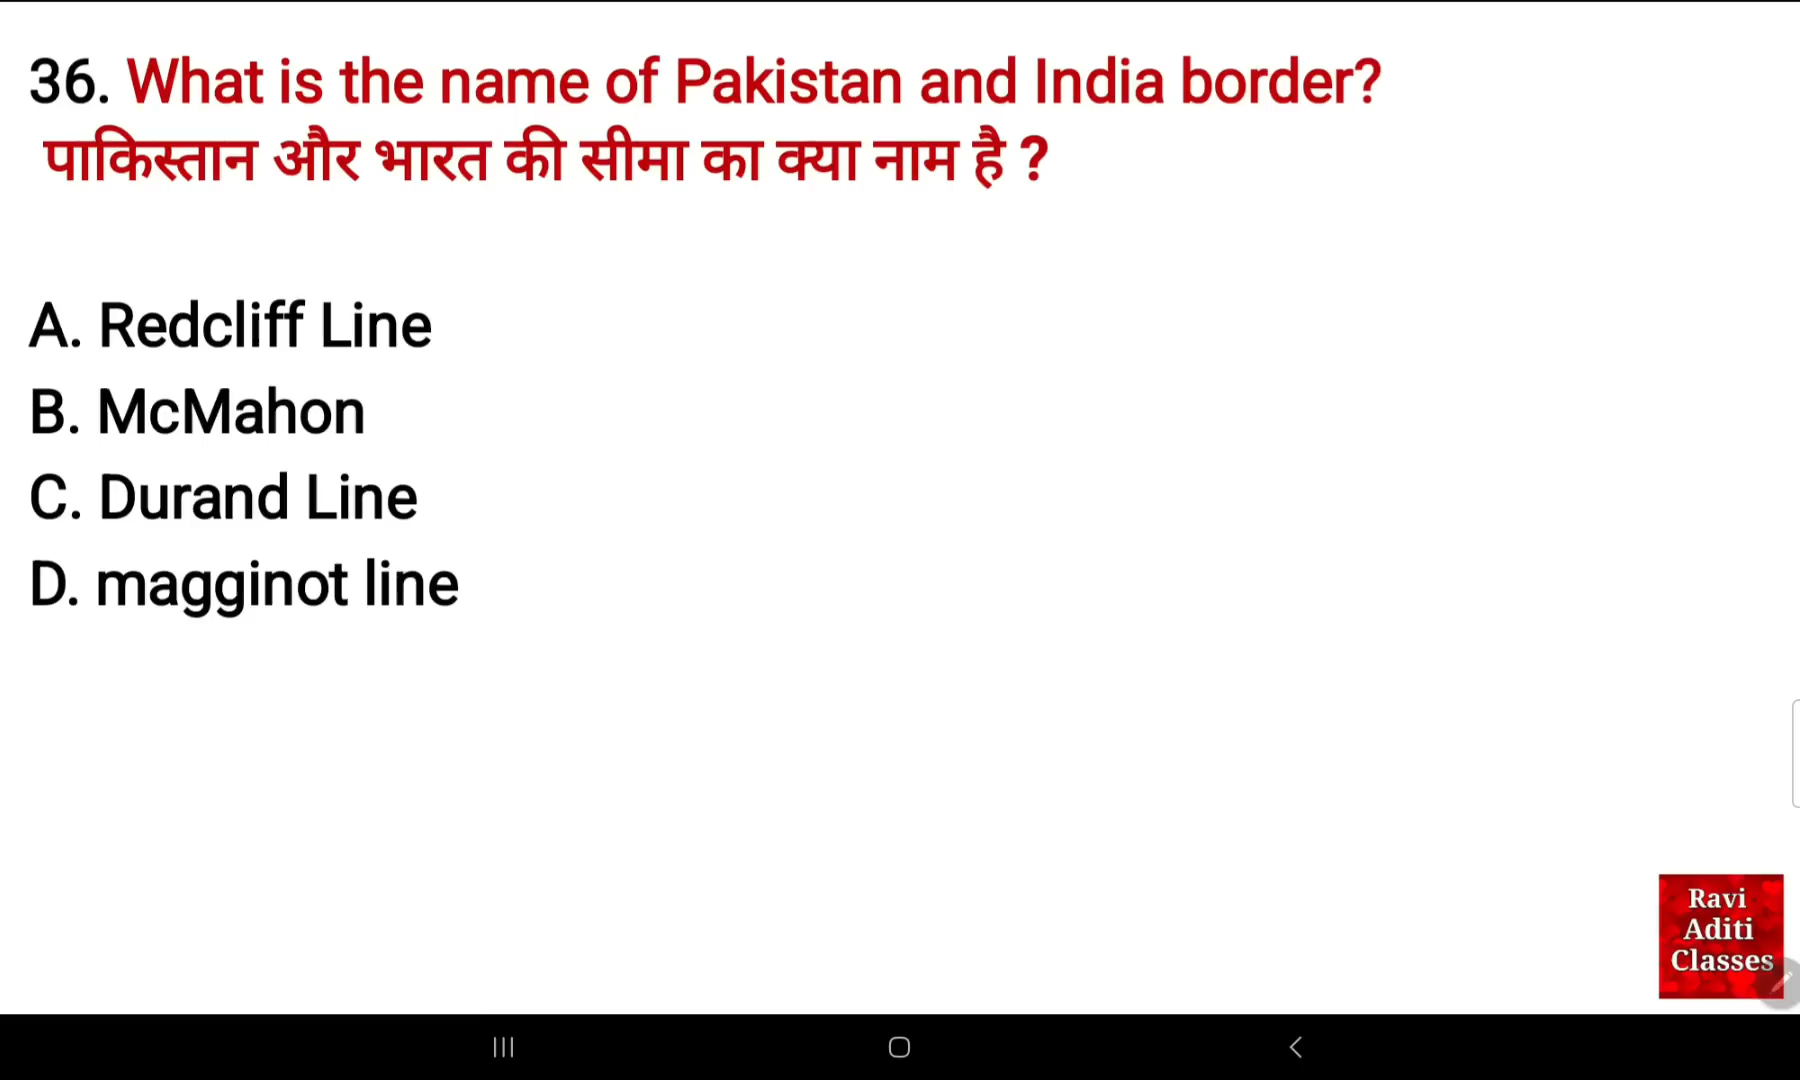 36. What is the name of Pakistan and India border?
पाकिस्तान और भारत की सीमा का क्या नाम है ?
A. Redcliff Line
B. McMahon
C. Durand Line
D. magginot line
Ravi
Aditi
Classes